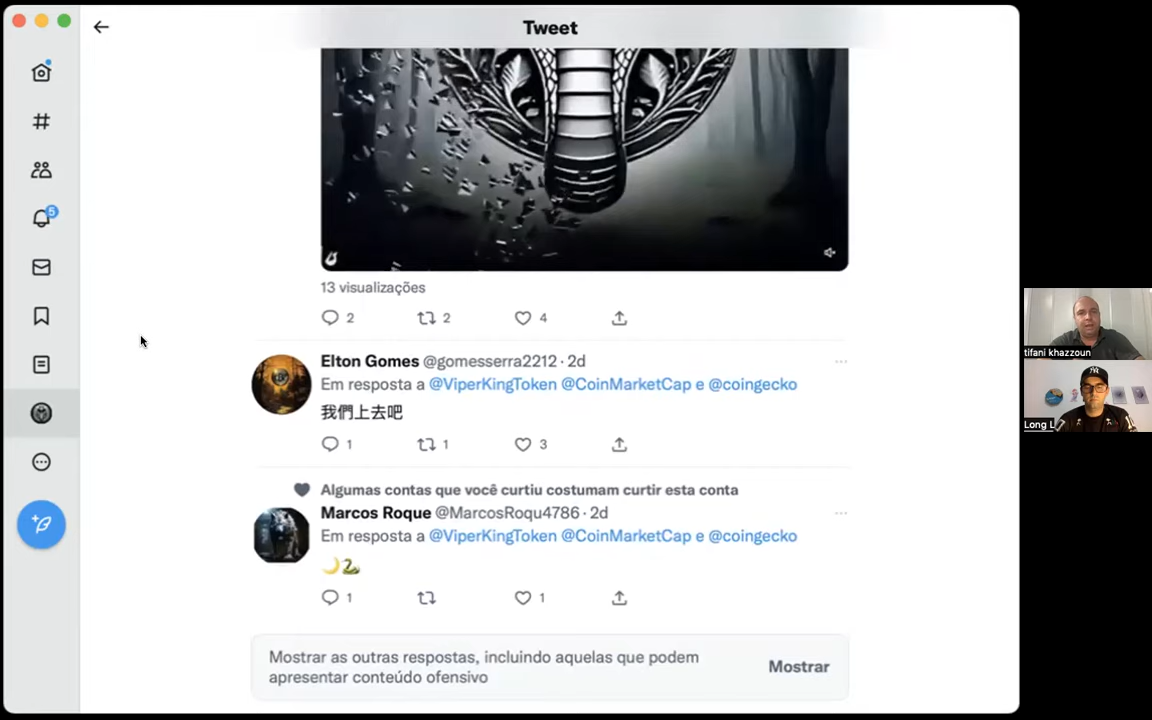 Tweet
5
13 visualizações
2 2 4
Elton Gomes @gomesserra2212 · 2d
Em resposta a @ViperKingToken @CoinMarketCap e @coingecko
我們上去吧
1 1 3
Algumas contas que você curtiu costumam curtir esta conta
Marcos Roque @MarcosRoqu4786 · 2d
Em resposta a @ViperKingToken @CoinMarketCap e @coingecko
🌙🐍
1 1
Mostrar as outras respostas, incluindo aquelas que podem
apresentar conteúdo ofensivo
Mostrar
tifani khazzoun
Long L